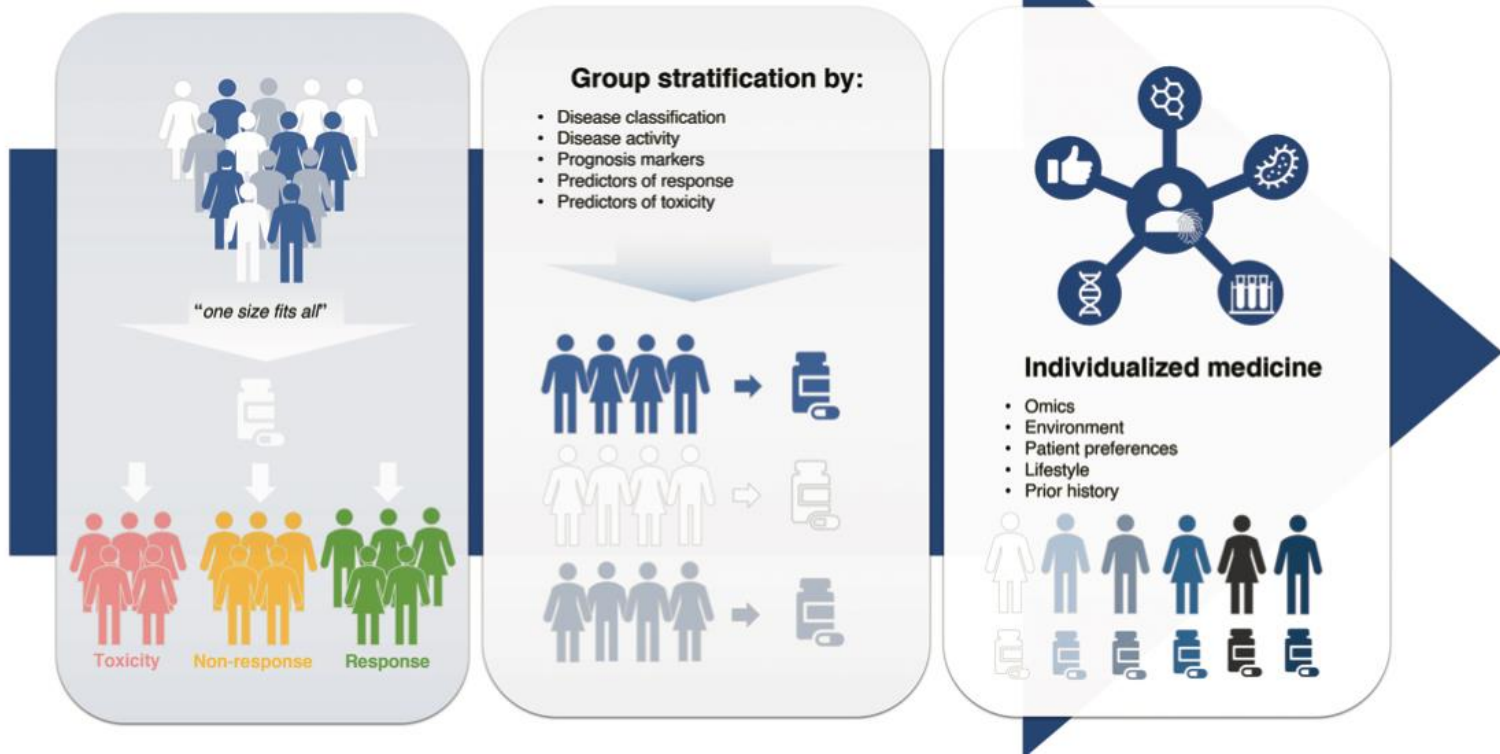 "one size fits all"
Toxicity
Non-response
Response
Group stratification by:
• Disease classification
• Disease activity
• Prognosis markers
• Predictors of response
• Predictors of toxicity
Individualized medicine
• Omics
• Environment
• Patient preferences
• Lifestyle
• Prior history